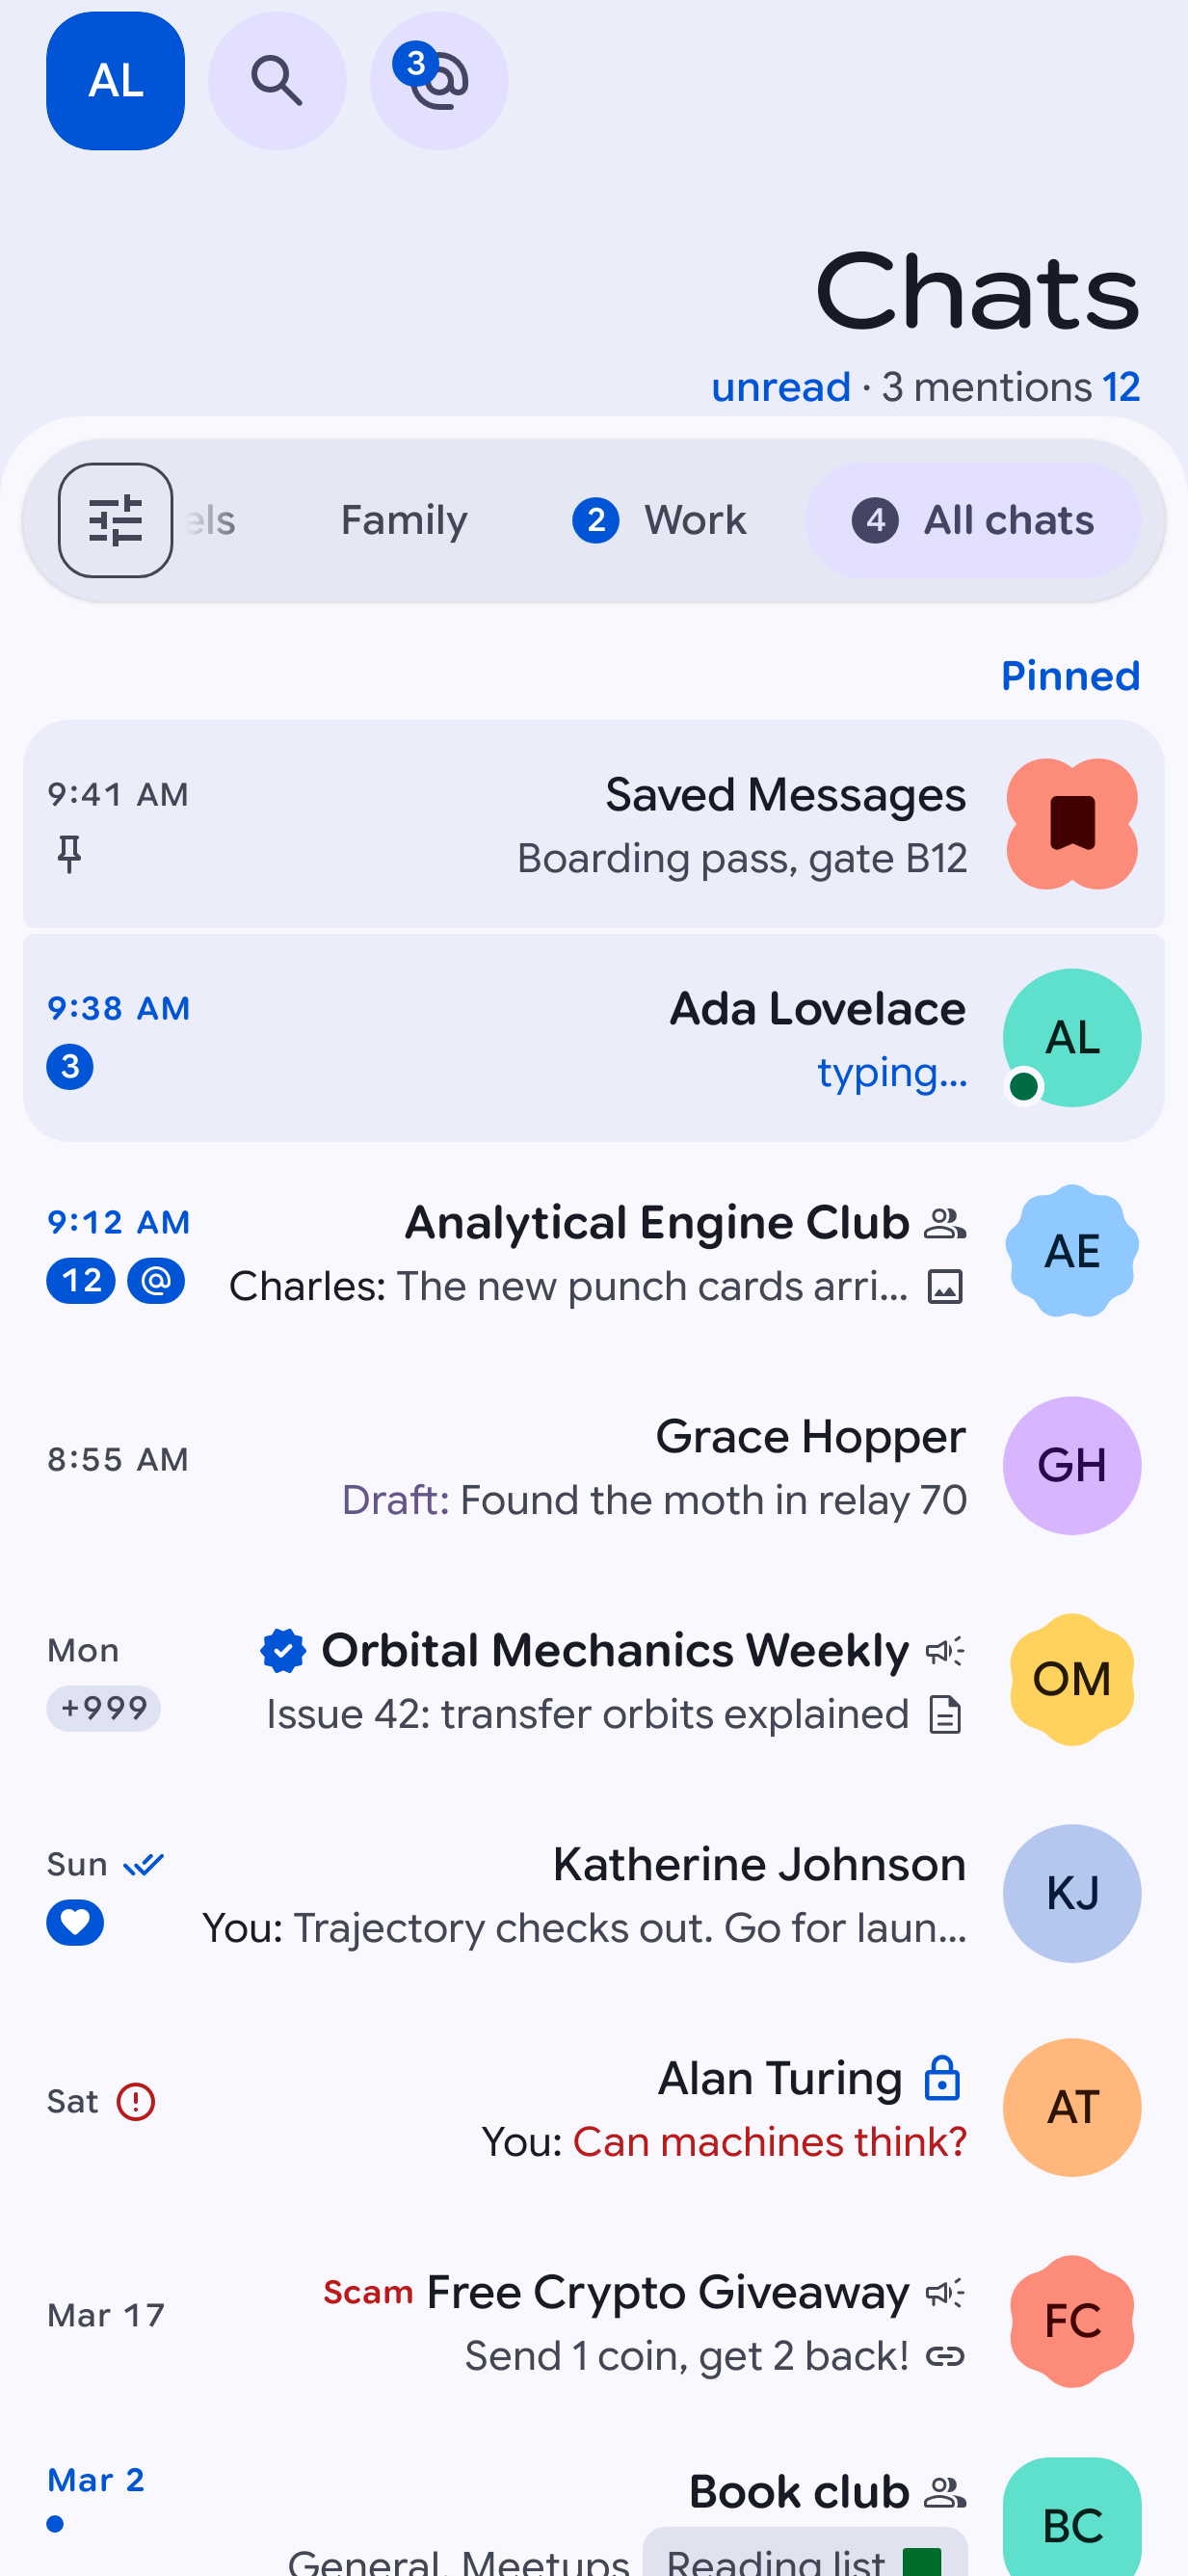 AL
3
Chats
unread · 3 mentions 12
All chats 4
Work 2
Family
els
Pinned
Saved Messages
9:41 AM
Boarding pass, gate B12
AL
Ada Lovelace
9:38 AM
typing...
3
AE
Analytical Engine Club
9:12 AM
Charles: The new punch cards arri...
12
GH
Grace Hopper
8:55 AM
Draft: Found the moth in relay 70
OM
Orbital Mechanics Weekly
Mon
Issue 42: transfer orbits explained
+999
KJ
Katherine Johnson
Sun
You: Trajectory checks out. Go for laun...
AT
Alan Turing
Sat
You: Can machines think?
FC
Scam Free Crypto Giveaway
Mar 17
Send 1 coin, get 2 back!
BC
Book club
Mar 2
General, Meetups Reading list